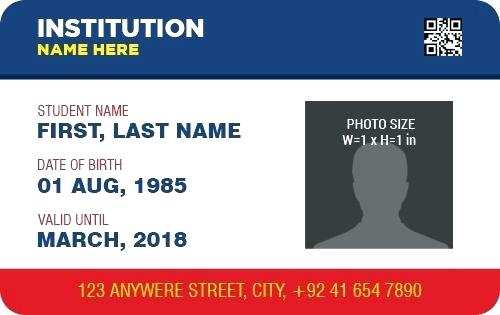 INSTITUTION
NAME HERE
STUDENT NAME
FIRST, LAST NAME
DATE OF BIRTH
01 AUG, 1985
VALID UNTIL
MARCH, 2018
PHOTO SIZE
W=1 x H=1 in
123 ANYWERE STREET, CITY, +92 41 654 7890